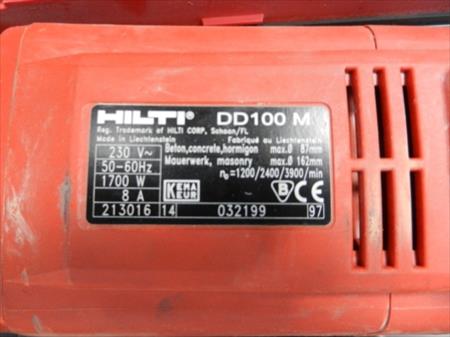 HILTI® DD100 M
Reg. Trademark of HILTI CORP, Schaan/FL
Made in Liechtenstein Fabriqué au Liechtenstein
230 V~ Beton,concrete,hormigon max.Ø 87mm
50-60Hz Mauerwerk, masonry max.Ø 162mm
1700 W n₀=1200/2400/3900/min
8 A KEMA KEUR B CE
213016 14 032199 97